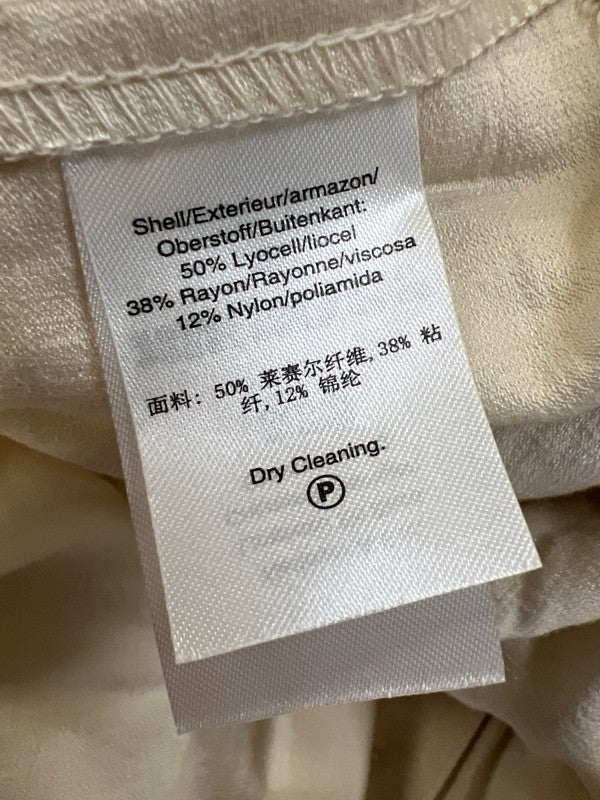 Shell/Exterieur/armazon/
Oberstoff/Buitenkant:
50% Lyocell/liocel
38% Rayon/Rayonne/viscosa
12% Nylon/poliamida
面料: 50% 莱赛尔纤维, 38% 粘
纤, 12% 锦纶
Dry Cleaning.
P